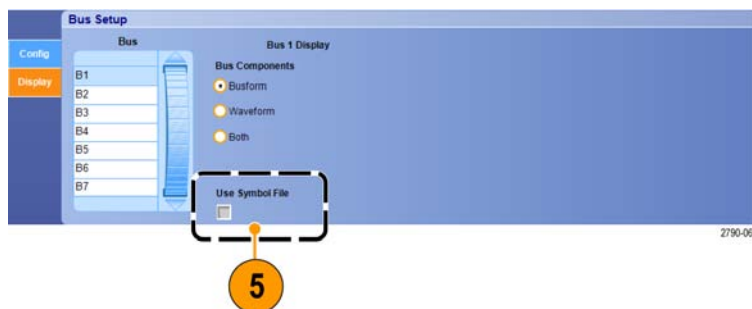 Bus Setup
Config
Display
Bus
B1
B2
B3
B4
B5
B6
B7
Bus 1 Display
Bus Components
Busform
Waveform
Both
Use Symbol File
5
2790-06